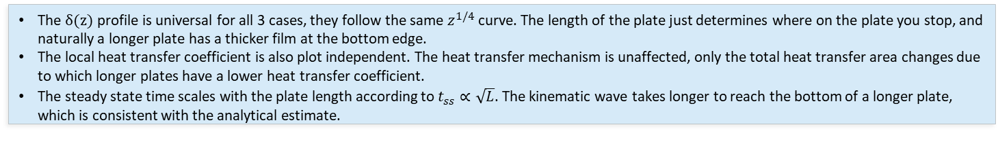 • The δ(z) profile is universal for all 3 cases, they follow the same z^{1/4} curve. The length of the plate just determines where on the plate you stop, and
naturally a longer plate has a thicker film at the bottom edge.
• The local heat transfer coefficient is also plot independent. The heat transfer mechanism is unaffected, only the total heat transfer area changes due
to which longer plates have a lower heat transfer coefficient.
• The steady state time scales with the plate length according to t_{ss} ∝ √L. The kinematic wave takes longer to reach the bottom of a longer plate,
which is consistent with the analytical estimate.